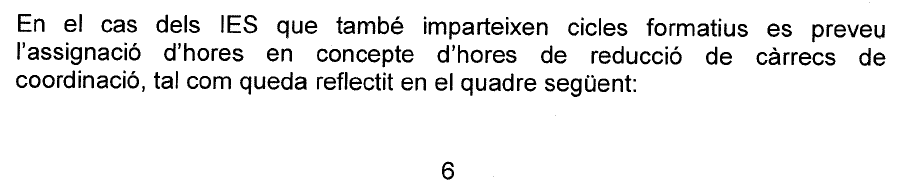 En el cas dels IES que també imparteixen cicles formatius es preveu
l'assignació d'hores en concepte d'hores de reducció de càrrecs de
coordinació, tal com queda reflectit en el quadre següent:
6